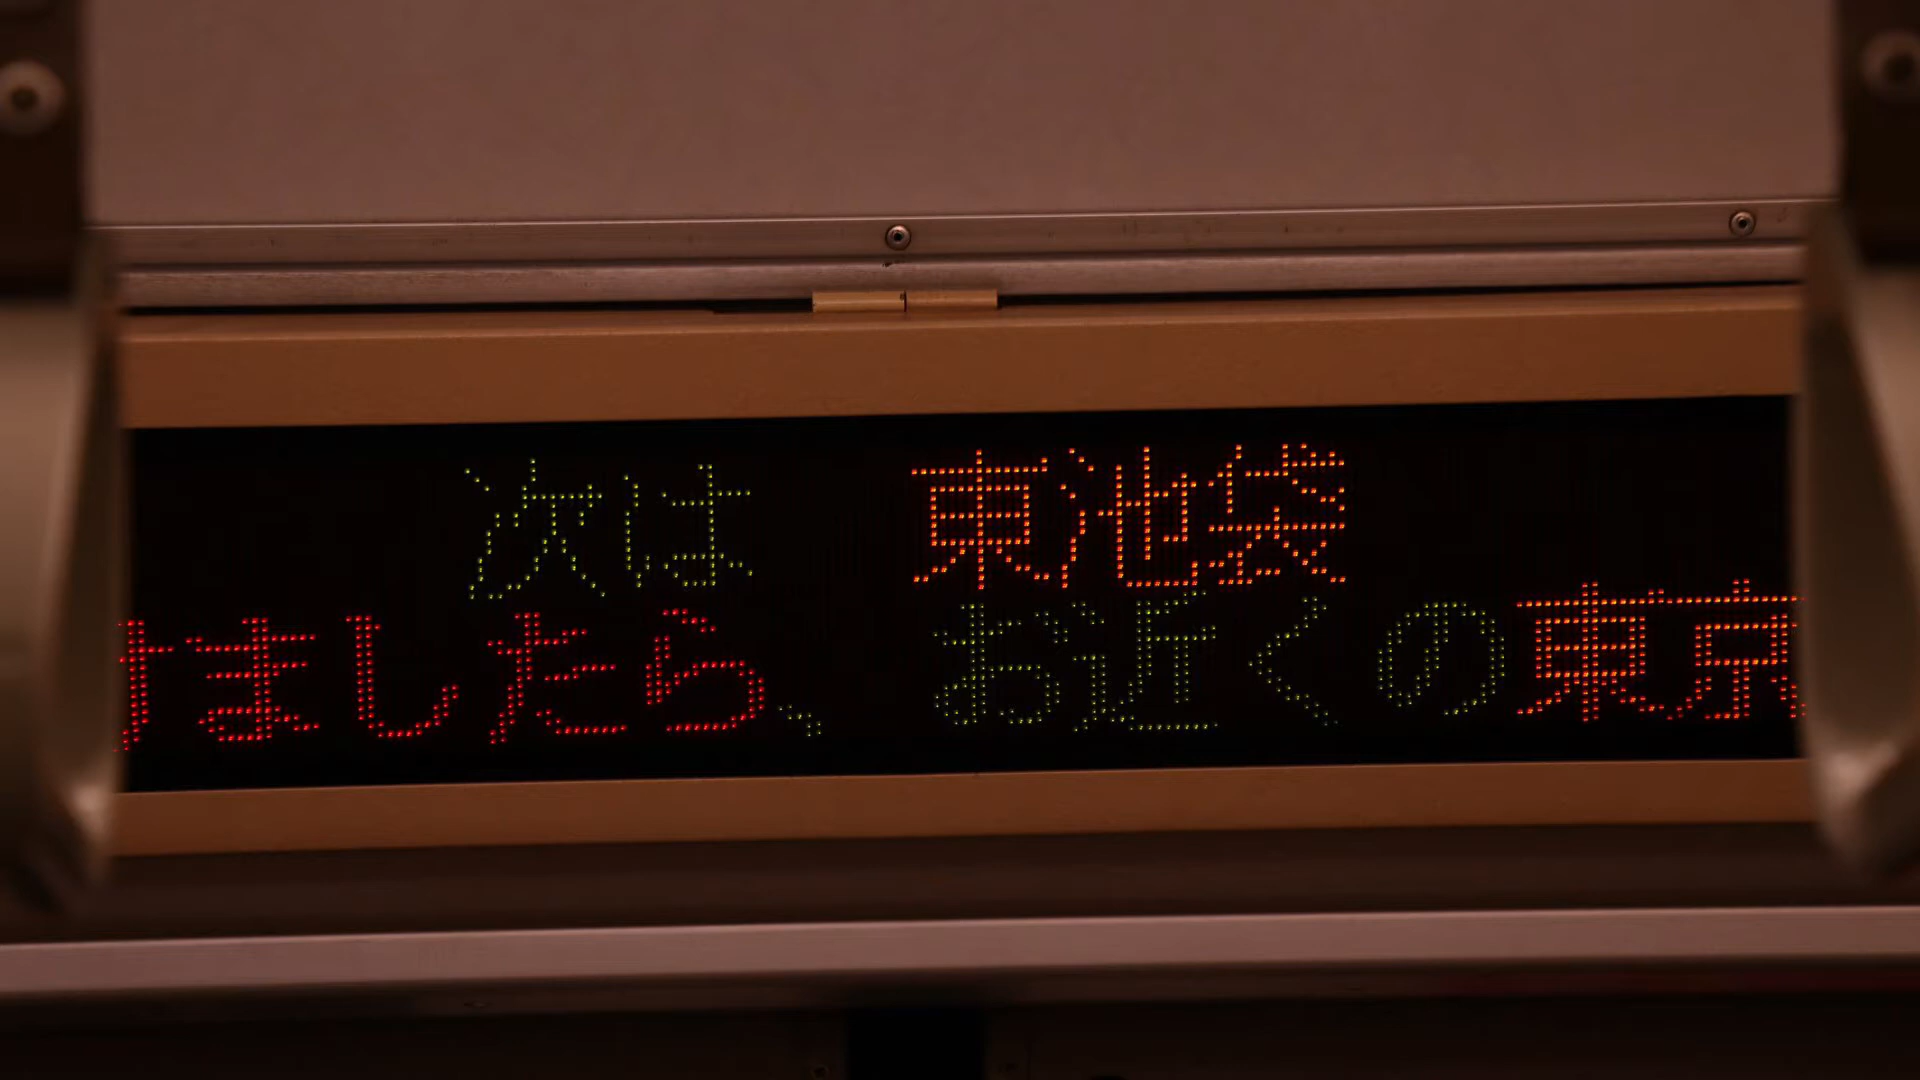 次は 東池袋
ましたら、 お近くの東京